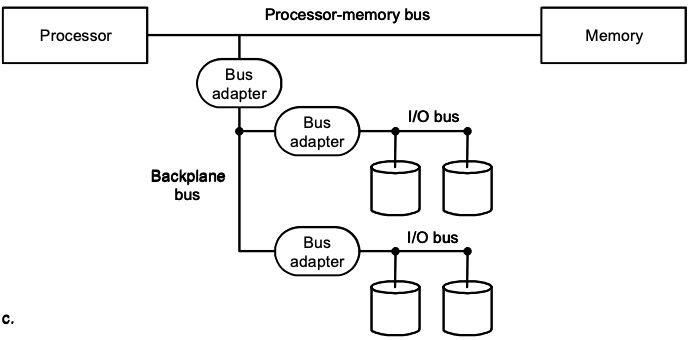 Processor-memory bus
Processor
Memory
Bus
adapter
Bus
adapter
I/O bus
Backplane
bus
Bus
adapter
I/O bus
c.